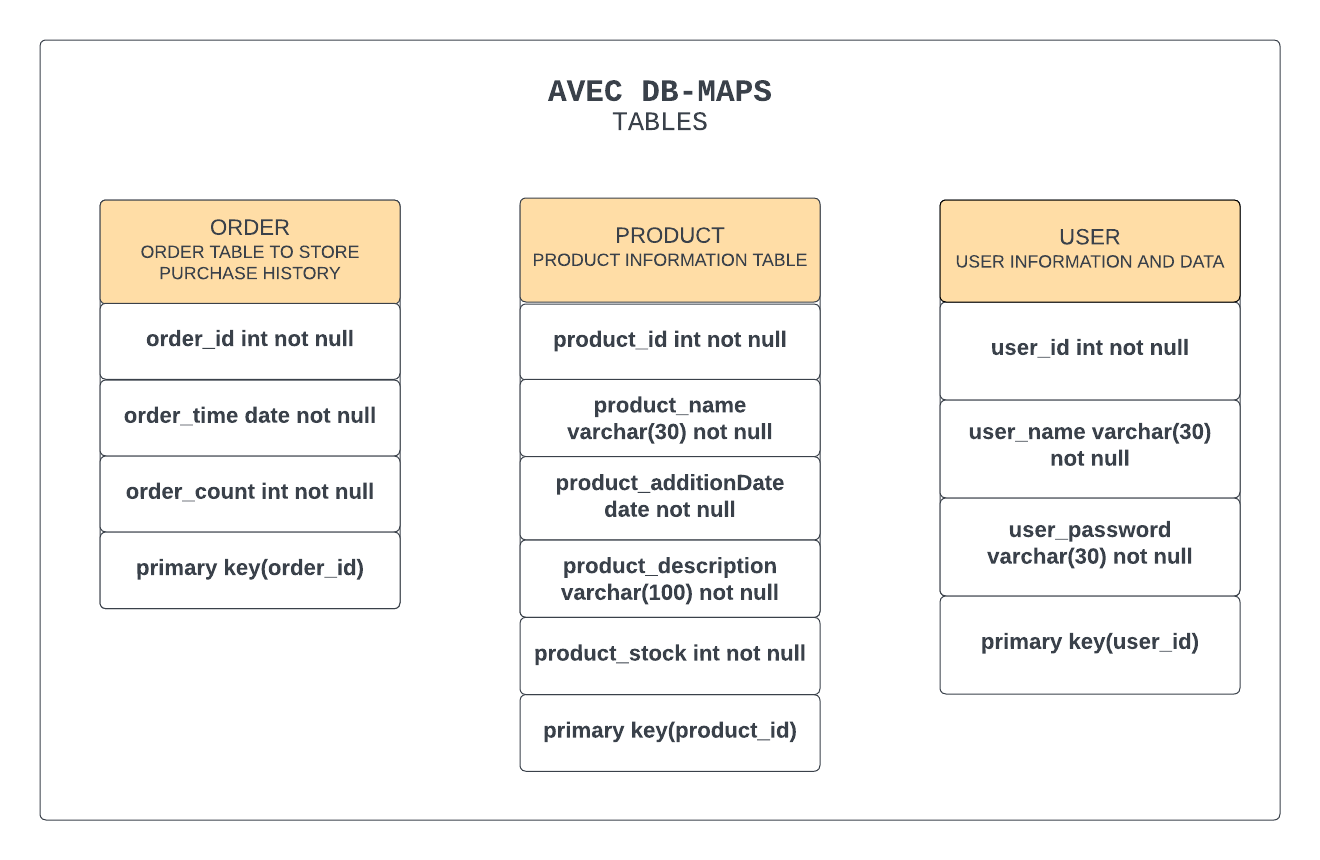 AVEC DB-MAPS
TABLES
ORDER
ORDER TABLE TO STORE
PURCHASE HISTORY
order_id int not null
order_time date not null
order_count int not null
primary key(order_id)
PRODUCT
PRODUCT INFORMATION TABLE
product_id int not null
product_name
varchar(30) not null
product_additionDate
date not null
product_description
varchar(100) not null
product_stock int not null
primary key(product_id)
USER
USER INFORMATION AND DATA
user_id int not null
user_name varchar(30)
not null
user_password
varchar(30) not null
primary key(user_id)